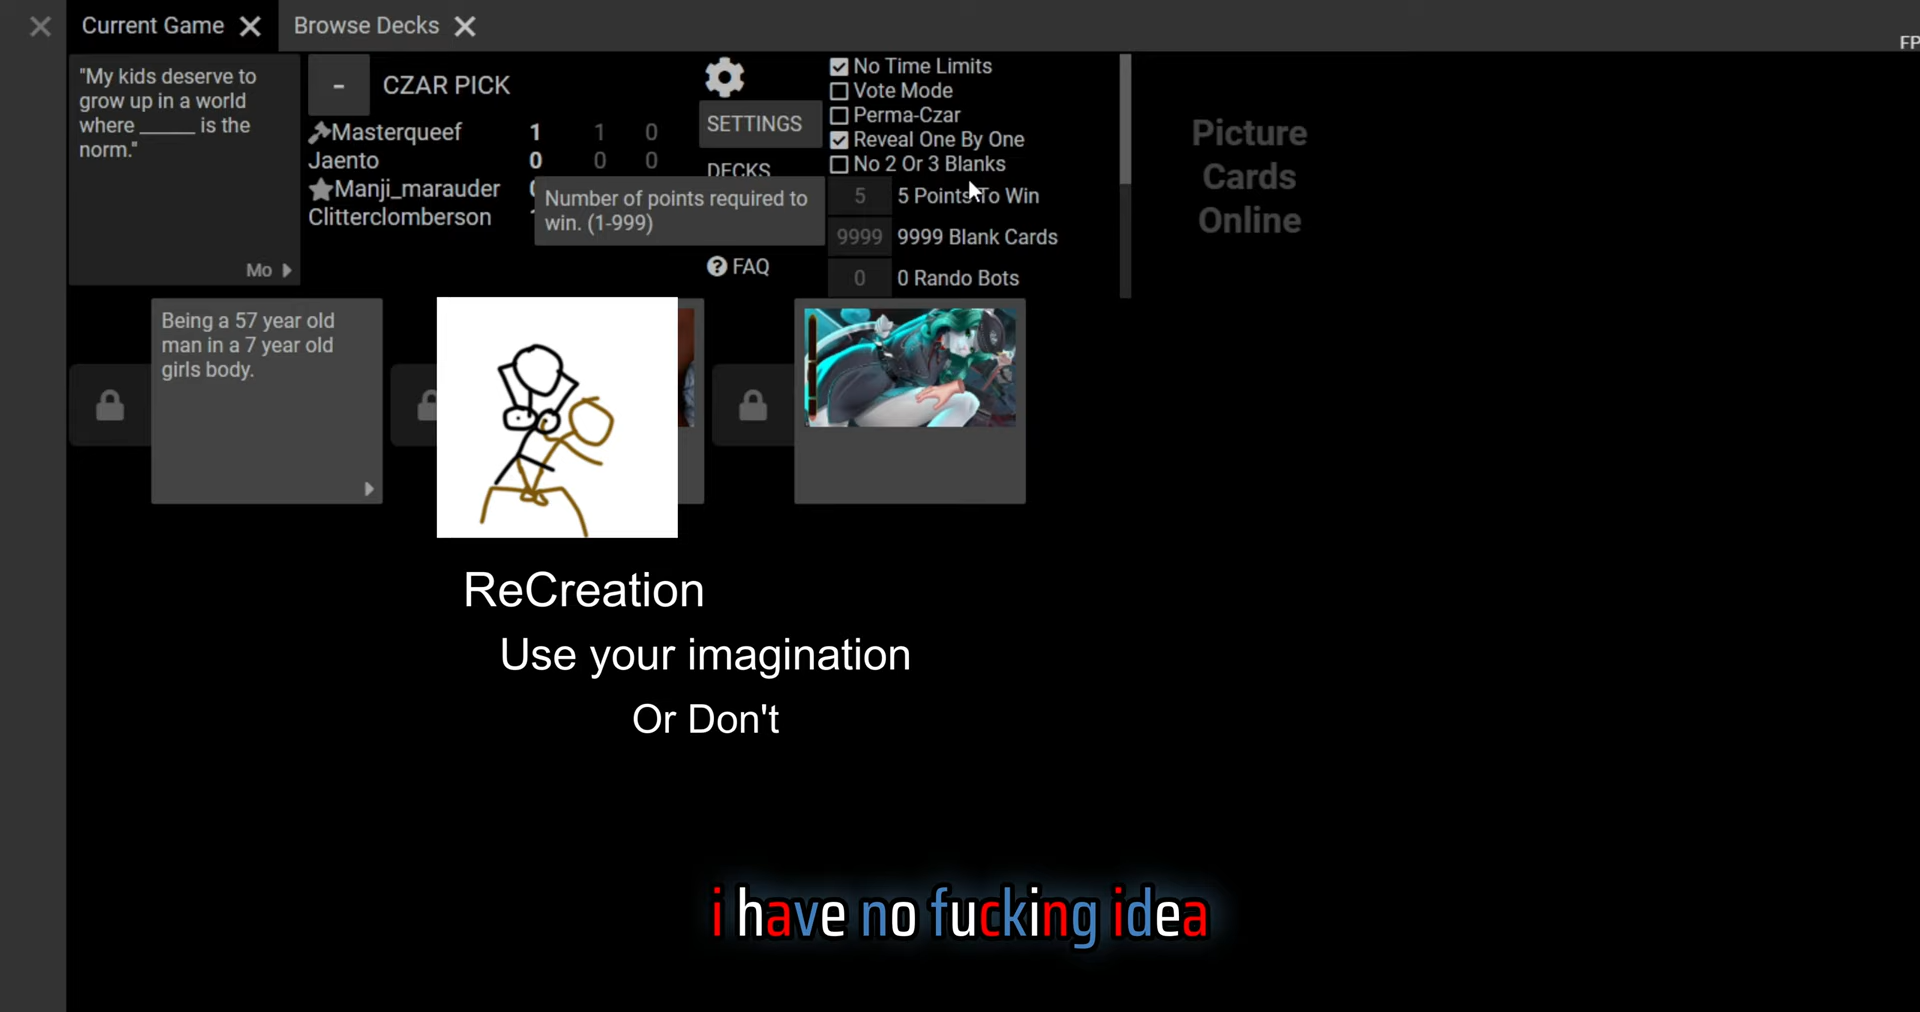 Current Game
Browse Decks
FP
"My kids deserve to
grow up in a world
where ______ is the
norm."
Mo
-
CZAR PICK
Masterqueef 1 1 0
Jaento 0 0 0
Manji_marauder
Clitterclomberson
SETTINGS
DECKS
FAQ
Number of points required to
win. (1-999)
No Time Limits
Vote Mode
Perma-Czar
Reveal One By One
No 2 Or 3 Blanks
5 5 Points To Win
9999 9999 Blank Cards
0 0 Rando Bots
Picture
Cards
Online
Being a 57 year old
man in a 7 year old
girls body.
ReCreation
Use your imagination
Or Don't
i have no fucking idea